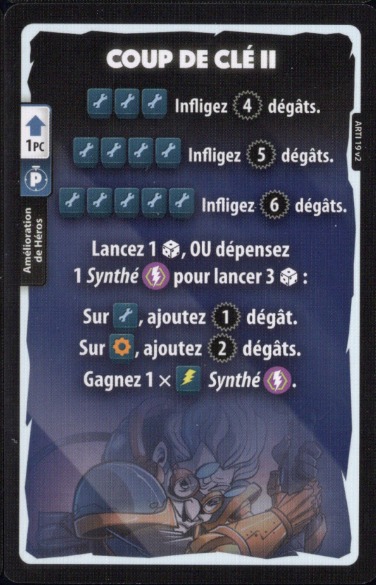 COUP DE CLÉ II
Infligez 4 dégâts.
Infligez 5 dégâts.
Infligez 6 dégâts.
1PC
P
Amélioration
de Héros
ARTI 19 v2
Lancez 1, OU dépensez
1 Synthé pour lancer 3 :
Sur , ajoutez 1 dégât.
Sur , ajoutez 2 dégâts.
Gagnez 1 × Synthé .